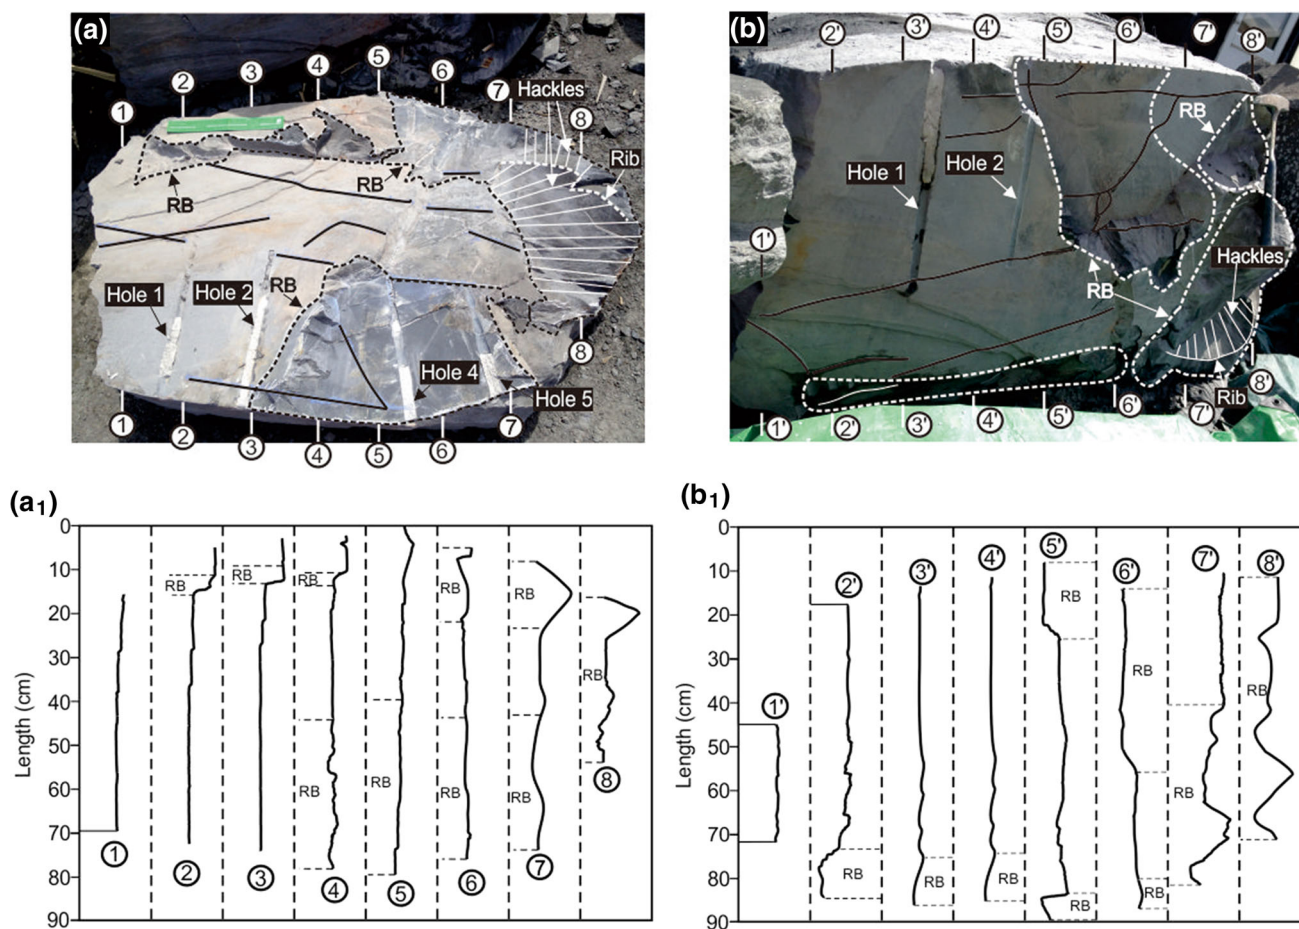 (a)
① ② ③ ④ ⑤ ⑥ ⑦ ⑧
Hackles
Rib
RB
RB
RB
Hole 1
Hole 2
Hole 4
Hole 5
① ② ③ ④ ⑤ ⑥ ⑦ ⑧
(b)
2' 3' 4' 5' 6' 7' 8'
RB
Hole 1
Hole 2
1'
RB
Hackles
Rib
1' 2' 3' 4' 5' 6' 7' 8'
(a1)
Length (cm)
0
10
20
30
40
50
60
70
80
90
RB
RB
RB
RB
RB
RB
RB
RB
RB
RB
① ② ③ ④ ⑤ ⑥ ⑦ ⑧
(b1)
Length (cm)
0
10
20
30
40
50
60
70
80
90
1' 2' 3' 4' 5' 6' 7' 8'
RB
RB
RB
RB
RB
RB
RB
RB
RB